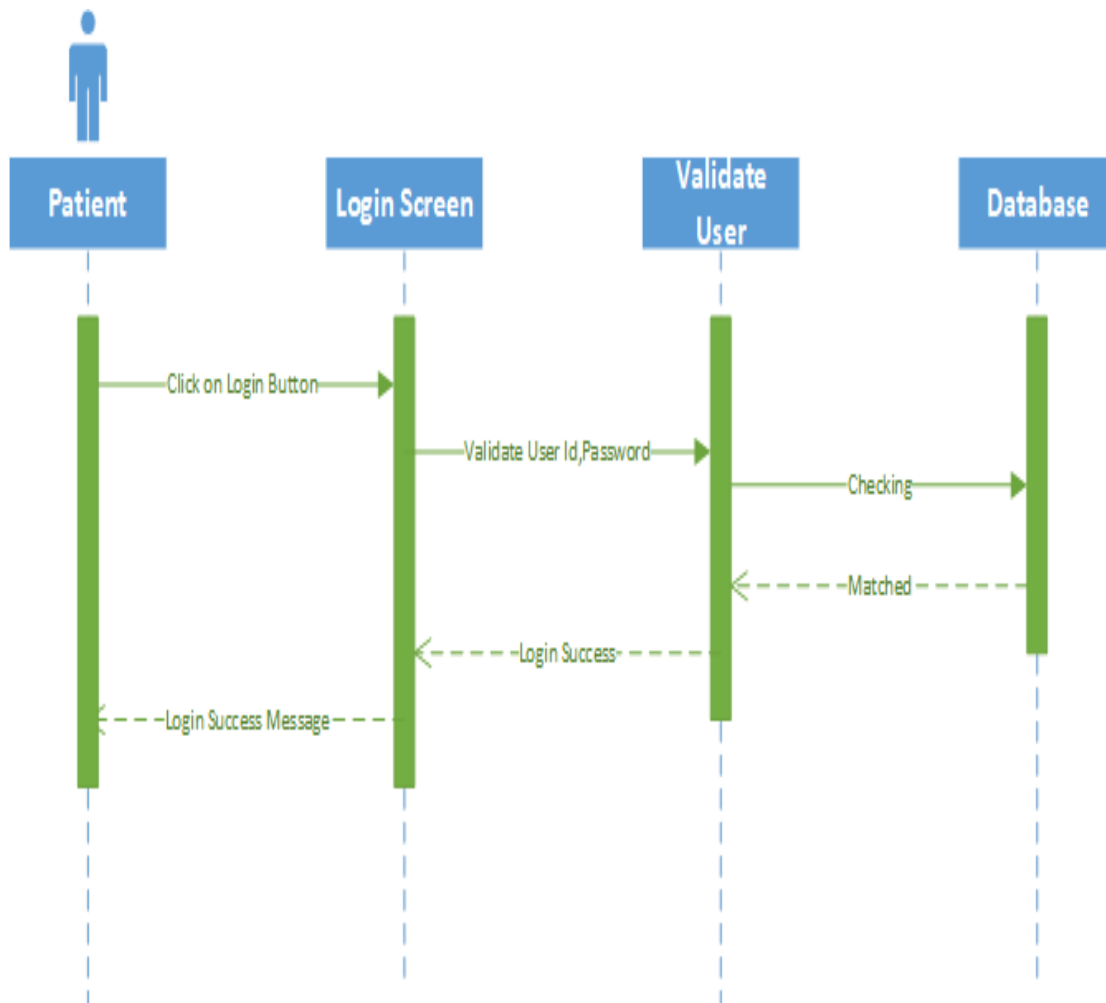 Patient
Login Screen
Validate
User
Database
Click on Login Button
Validate User Id,Password
Checking
Matched
Login Success
Login Success Message